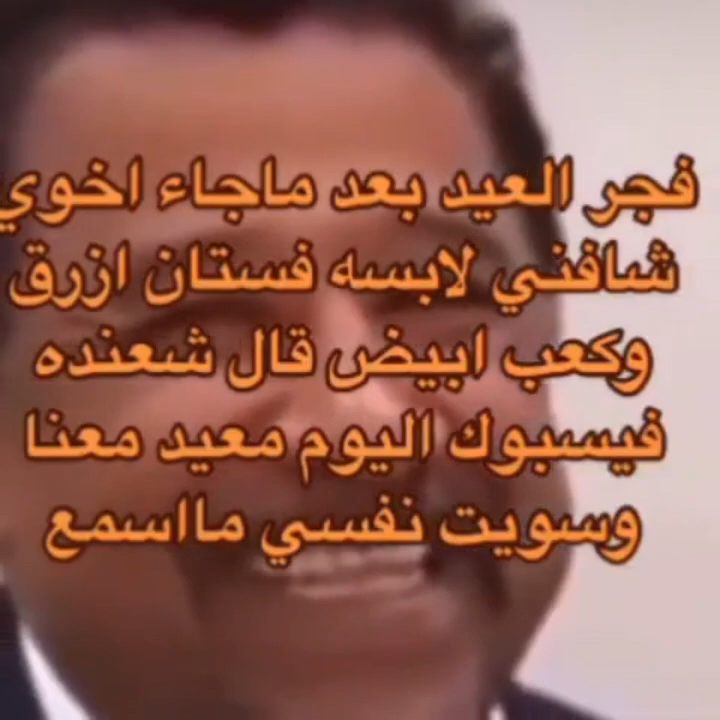 فجر العيد بعد ماجاء اخوي
شافني لابسه فستان ازرق
وكعب ابيض قال شعنده
فيسبوك اليوم معيد معنا
وسويت نفسي مااسمع